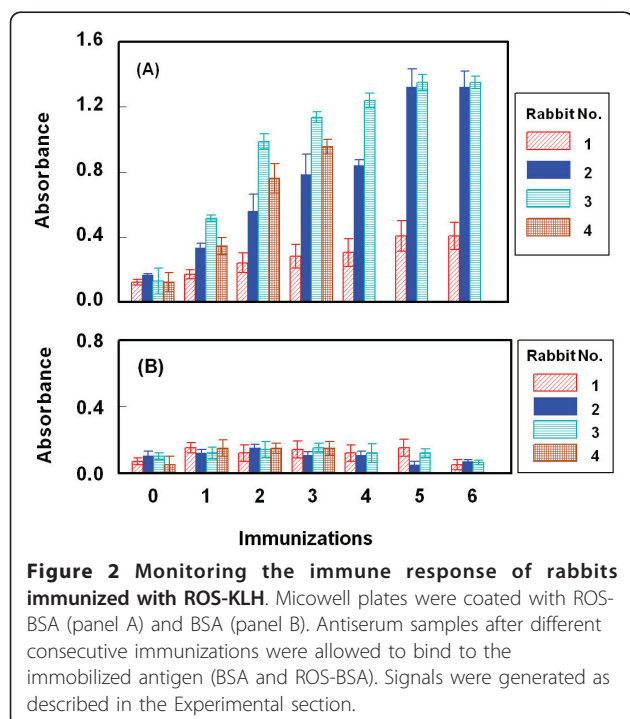 1.6
1.2
0.8
0.4
0.0
Absorbance
(A)
Rabbit No.
1
2
3
4
0.8
0.4
0.0
Absorbance
(B)
Rabbit No.
1
2
3
4
0 1 2 3 4 5 6
Immunizations
Figure 2 Monitoring the immune response of rabbits
immunized with ROS-KLH. Micowell plates were coated with ROS-
BSA (panel A) and BSA (panel B). Antiserum samples after different
consecutive immunizations were allowed to bind to the
immobilized antigen (BSA and ROS-BSA). Signals were generated as
described in the Experimental section.